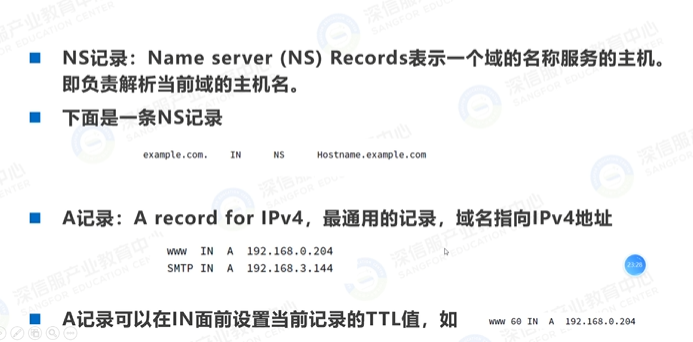 NS记录：Name server (NS) Records表示一个域的名称服务的主机。
即负责解析当前域的主机名。
下面是一条NS记录
example.com. IN NS Hostname.example.com
A记录：A record for IPv4，最通用的记录，域名指向IPv4地址
www IN A 192.168.0.204
SMTP IN A 192.168.3.144
23:20
A记录可以在IN面前设置当前记录的TTL值，如 www 60 IN A 192.168.0.204
深信服产业教育中心
SANGFOR EDUCATION CENTER